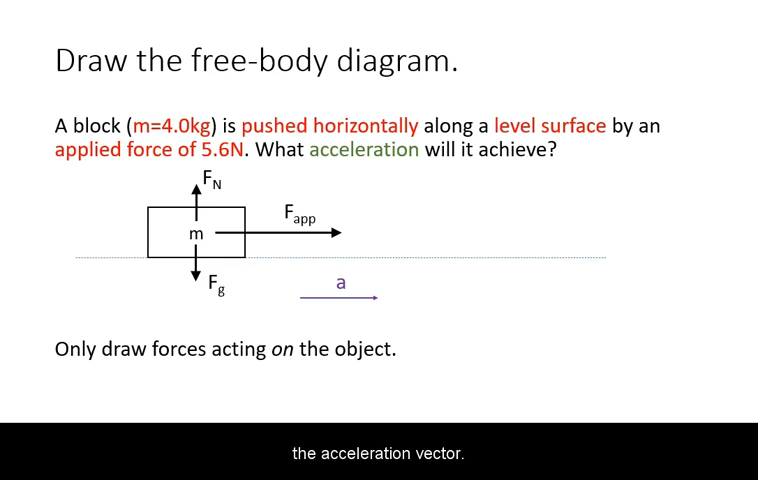 Draw the free-body diagram.
A block (m=4.0kg) is pushed horizontally along a level surface by an
applied force of 5.6N. What acceleration will it achieve?
F_N
F_app
m
F_g
a
Only draw forces acting on the object.
the acceleration vector.